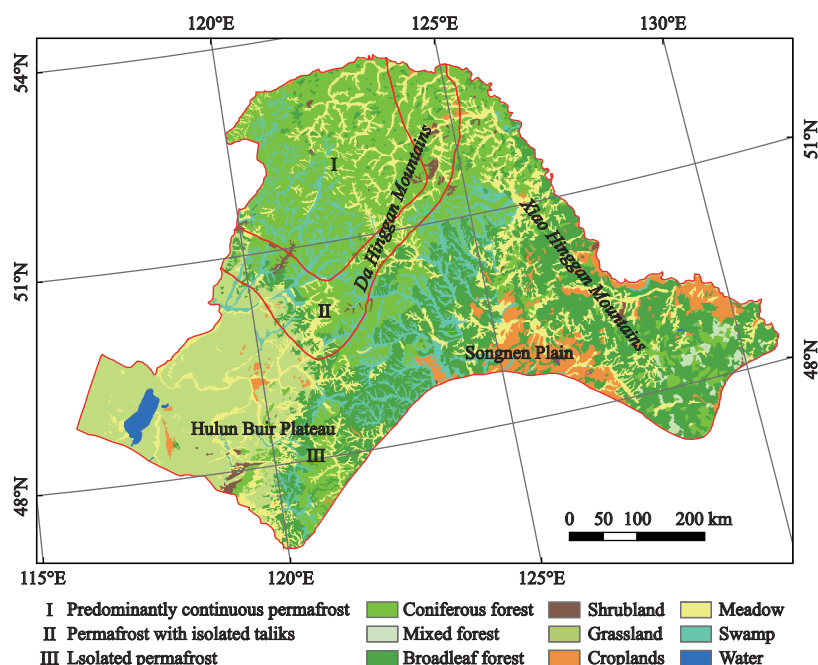 120°E 125°E 130°E
54°N
51°N
51°N
48°N
48°N
I
Da Hinggan Mountains
Xiao Hinggan Mountains
II
Songnen Plain
Hulun Buir Plateau
III
0 50 100 200 km
115°E 120°E 125°E
I Predominantly continuous permafrost
II Permafrost with isolated taliks
III Lsolated permafrost
Coniferous forest
Mixed forest
Broadleaf forest
Shrubland
Grassland
Croplands
Meadow
Swamp
Water